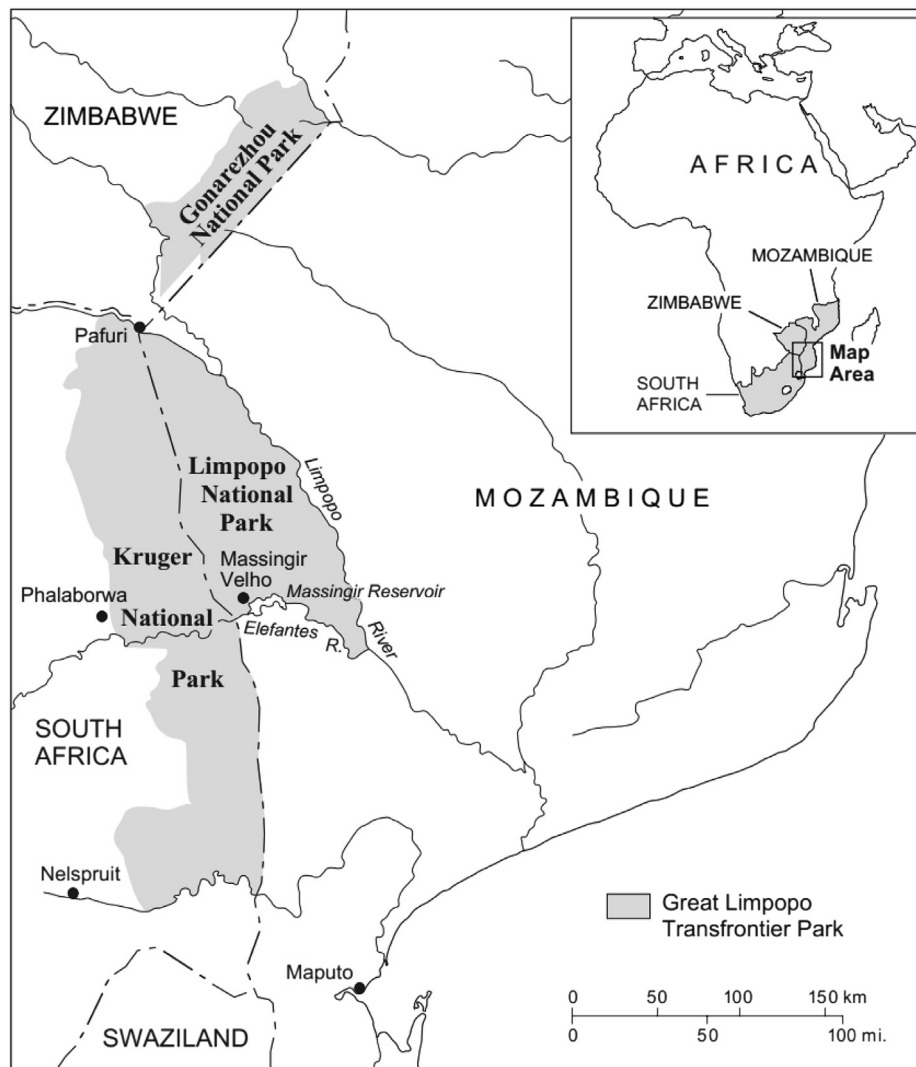 ZIMBABWE
Gonarezhou
National Park
AFRICA
MOZAMBIQUE
ZIMBABWE
Map
Area
SOUTH
AFRICA
Pafuri
Limpopo
National
Park
Limpopo
River
MOZAMBIQUE
Kruger
National
Park
Massingir
Velho
Massingir Reservoir
Phalaborwa
Elefantes
R.
SOUTH
AFRICA
Nelspruit
Great Limpopo
Transfrontier Park
Maputo
0 50 100 150 km
0 50 100 mi.
SWAZILAND